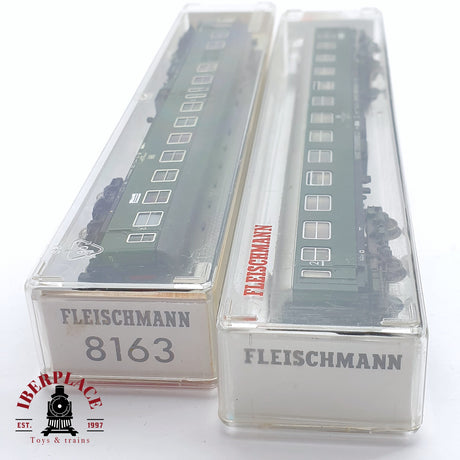 FLEISCHMANN
8163
FLEISCHMANN
FLEISCHMANN
IBERPLACE
EST. 1997
Toys & trains